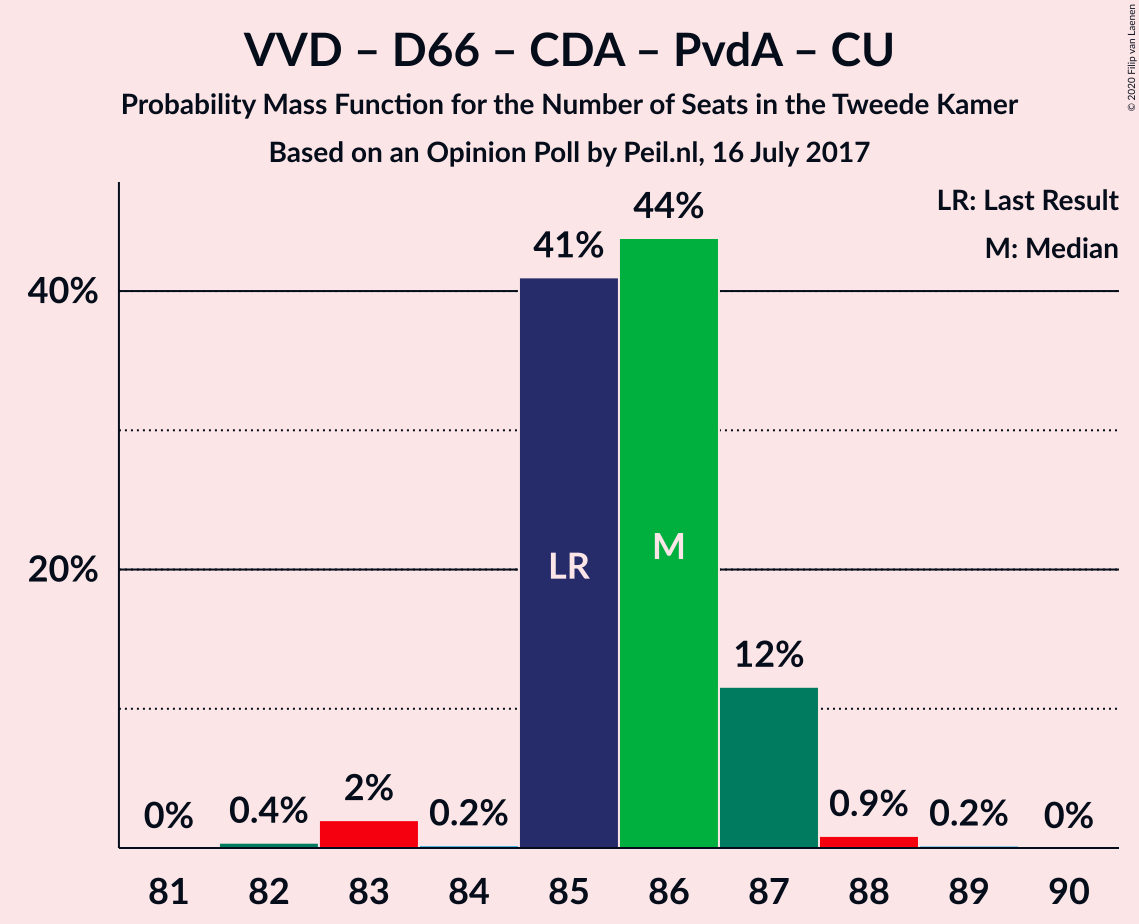 VVD – D66 – CDA – PvdA – CU
Probability Mass Function for the Number of Seats in the Tweede Kamer
Based on an Opinion Poll by Peil.nl, 16 July 2017
© 2020 Filip van Laenen
LR: Last Result
M: Median
40%
20%
0%
0.4%
2%
0.2%
41%
44%
12%
0.9%
0.2%
0%
LR
M
81 82 83 84 85 86 87 88 89 90